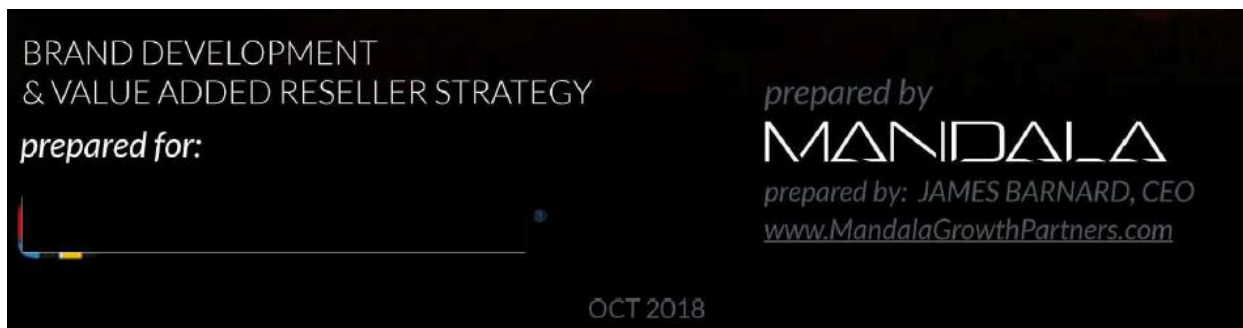 BRAND DEVELOPMENT
& VALUE ADDED RESELLER STRATEGY
prepared for:
prepared by
MANDALA
prepared by: JAMES BARNARD, CEO
www.MandalaGrowthPartners.com
OCT 2018